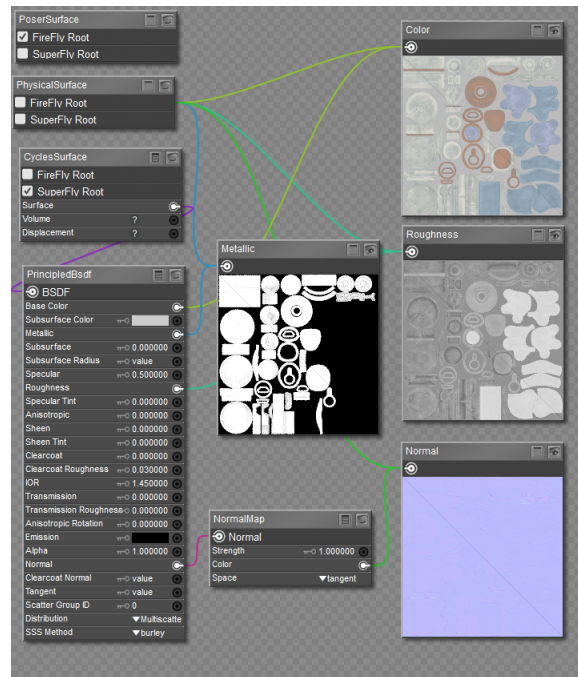 PoserSurface
FireFly Root
SuperFly Root
PhysicalSurface
FireFly Root
SuperFly Root
CyclesSurface
FireFly Root
SuperFly Root
Surface
Volume ?
Displacement ?
PrincipledBsdf
BSDF
Base Color
Subsurface Color
Metallic
Subsurface 0.000000
Subsurface Radius value
Specular 0.500000
Roughness
Specular Tint 0.000000
Anisotropic 0.000000
Sheen 0.000000
Sheen Tint 0.000000
Clearcoat 0.000000
Clearcoat Roughness 0.030000
IOR 1.450000
Transmission 0.000000
Transmission Roughness 0.000000
Anisotropic Rotation 0.000000
Emission
Alpha 1.000000
Normal
Clearcoat Normal value
Tangent value
Scatter Group ID 0
Distribution Multiscatte
SSS Method burley
Metallic
NormalMap
Normal
Strength 1.000000
Color
Space tangent
Color
Roughness
Normal